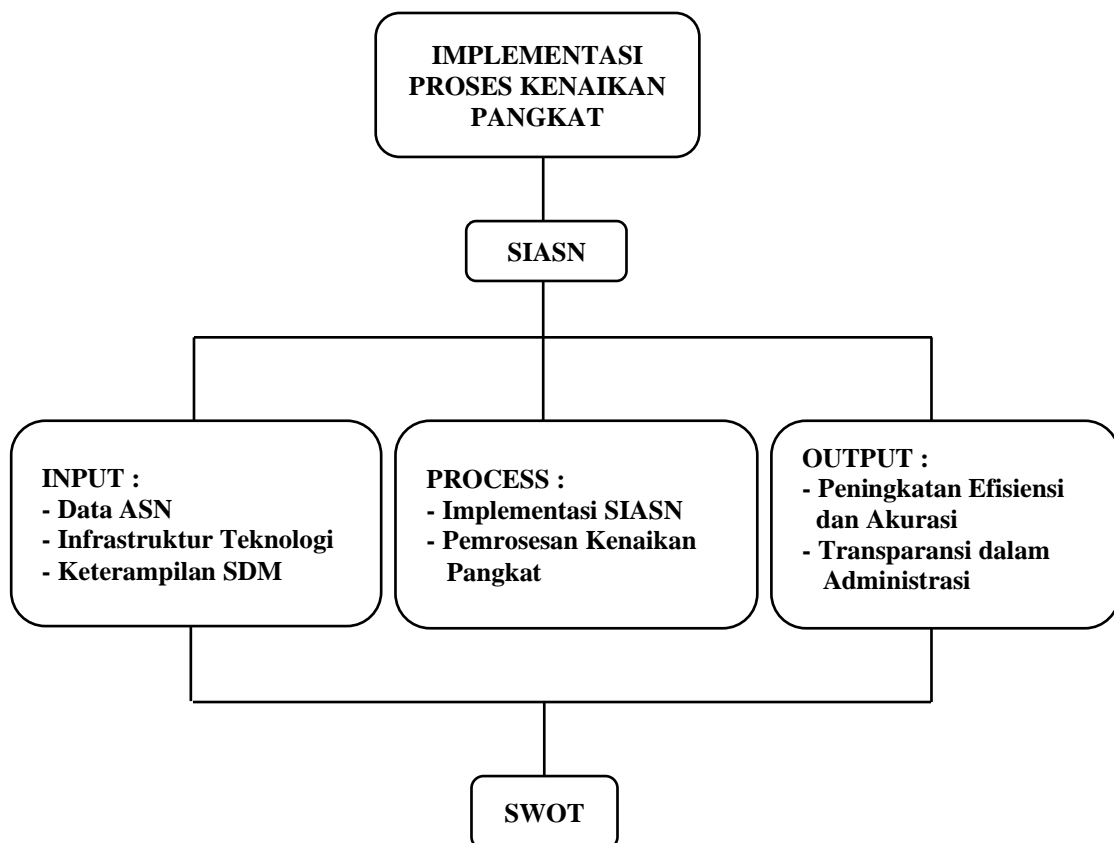 IMPLEMENTASI
PROSES KENAIKAN
PANGKAT
SIASN
INPUT :
- Data ASN
- Infrastruktur Teknologi
- Keterampilan SDM
PROCESS :
- Implementasi SIASN
- Pemrosesan Kenaikan
Pangkat
OUTPUT :
- Peningkatan Efisiensi
dan Akurasi
- Transparansi dalam
Administrasi
SWOT